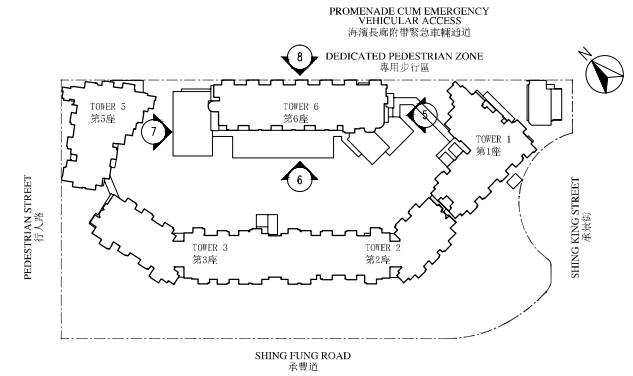 PROMENADE CUM EMERGENCY
VEHICULAR ACCESS
海濱長廊附帶緊急車輛通道
DEDICATED PEDESTRIAN ZONE
專用步行區
8
N
TOWER 5
第5座
TOWER 6
第6座
5
7
TOWER 1
第1座
6
PEDESTRIAN STREET
行人路
SHING KING STREET
承景街
TOWER 3
第3座
TOWER 2
第2座
SHING FUNG ROAD
承豐道